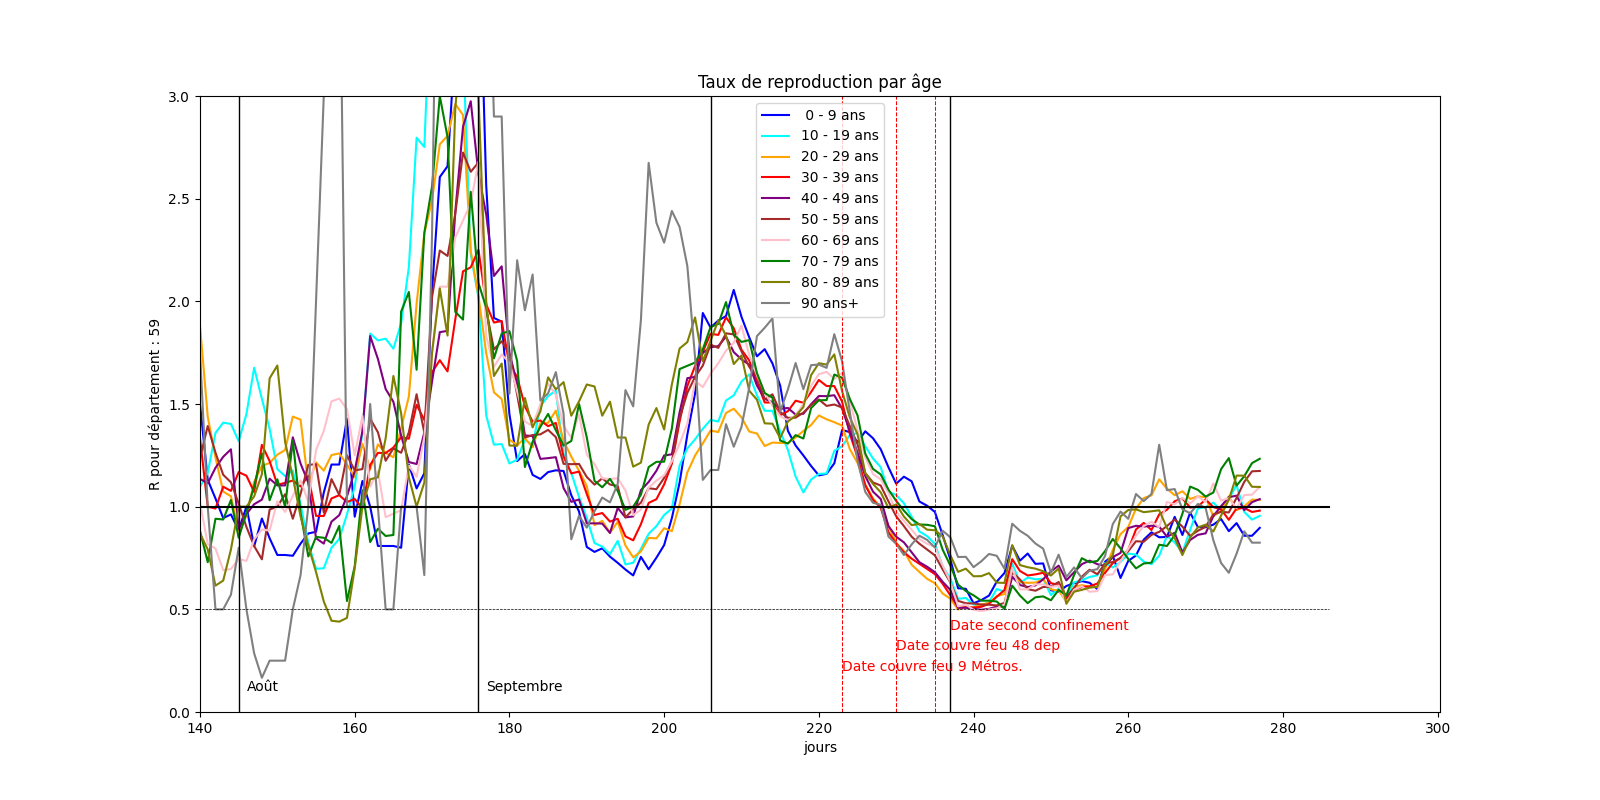 Taux de reproduction par âge
R pour département : 59
3.0
2.5
2.0
1.5
1.0
0.5
0.0
0 - 9 ans
10 - 19 ans
20 - 29 ans
30 - 39 ans
40 - 49 ans
50 - 59 ans
60 - 69 ans
70 - 79 ans
80 - 89 ans
90 ans+
Date second confinement
Date couvre feu 48 dep
Date couvre feu 9 Métros.
Août
Septembre
140 160 180 200 220 240 260 280 300
jours